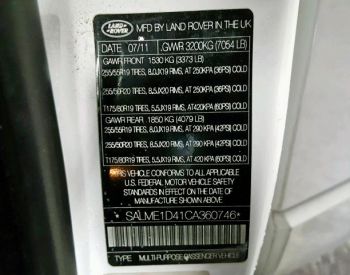 LAND
ROVER
MFD BY LAND ROVER IN THE UK
DATE 07/11 .GVWR 3200KG (7054 LB)
GAWR FRONT 1530 KG (3373 LB)
255/55R19 TIRES, 8.0JX19 RIMS, AT 250KPA (36PSI) COLD
255/50R20 TIRES, 8.5JX20 RIMS, AT 250KPA (36PSI) COLD
T175/80R19 TIRES, 5.5JX19 RIMS, AT 420KPA (60PSI) COLD
GAWR REAR 1850 KG (4079 LB)
255/55R19 TIRES, 8.0JX19 RIMS, AT 290 KPA (42PSI) COLD
255/50R20 TIRES, 8.5JX20 RIMS, AT 290 KPA (42PSI) COLD
T175/80R19 TIRES, 5.5JX19 RIMS, AT 420KPA (60PSI) COLD
THIS VEHICLE CONFORMS TO ALL APPLICABLE
U.S. FEDERAL MOTOR VEHICLE SAFETY
STANDARDS IN EFFECT ON THE DATE OF
MANUFACTURE SHOWN ABOVE
SALME1D41CA360746*
TYPE MULTI-PURPOSE PASSENGER VEHICLE